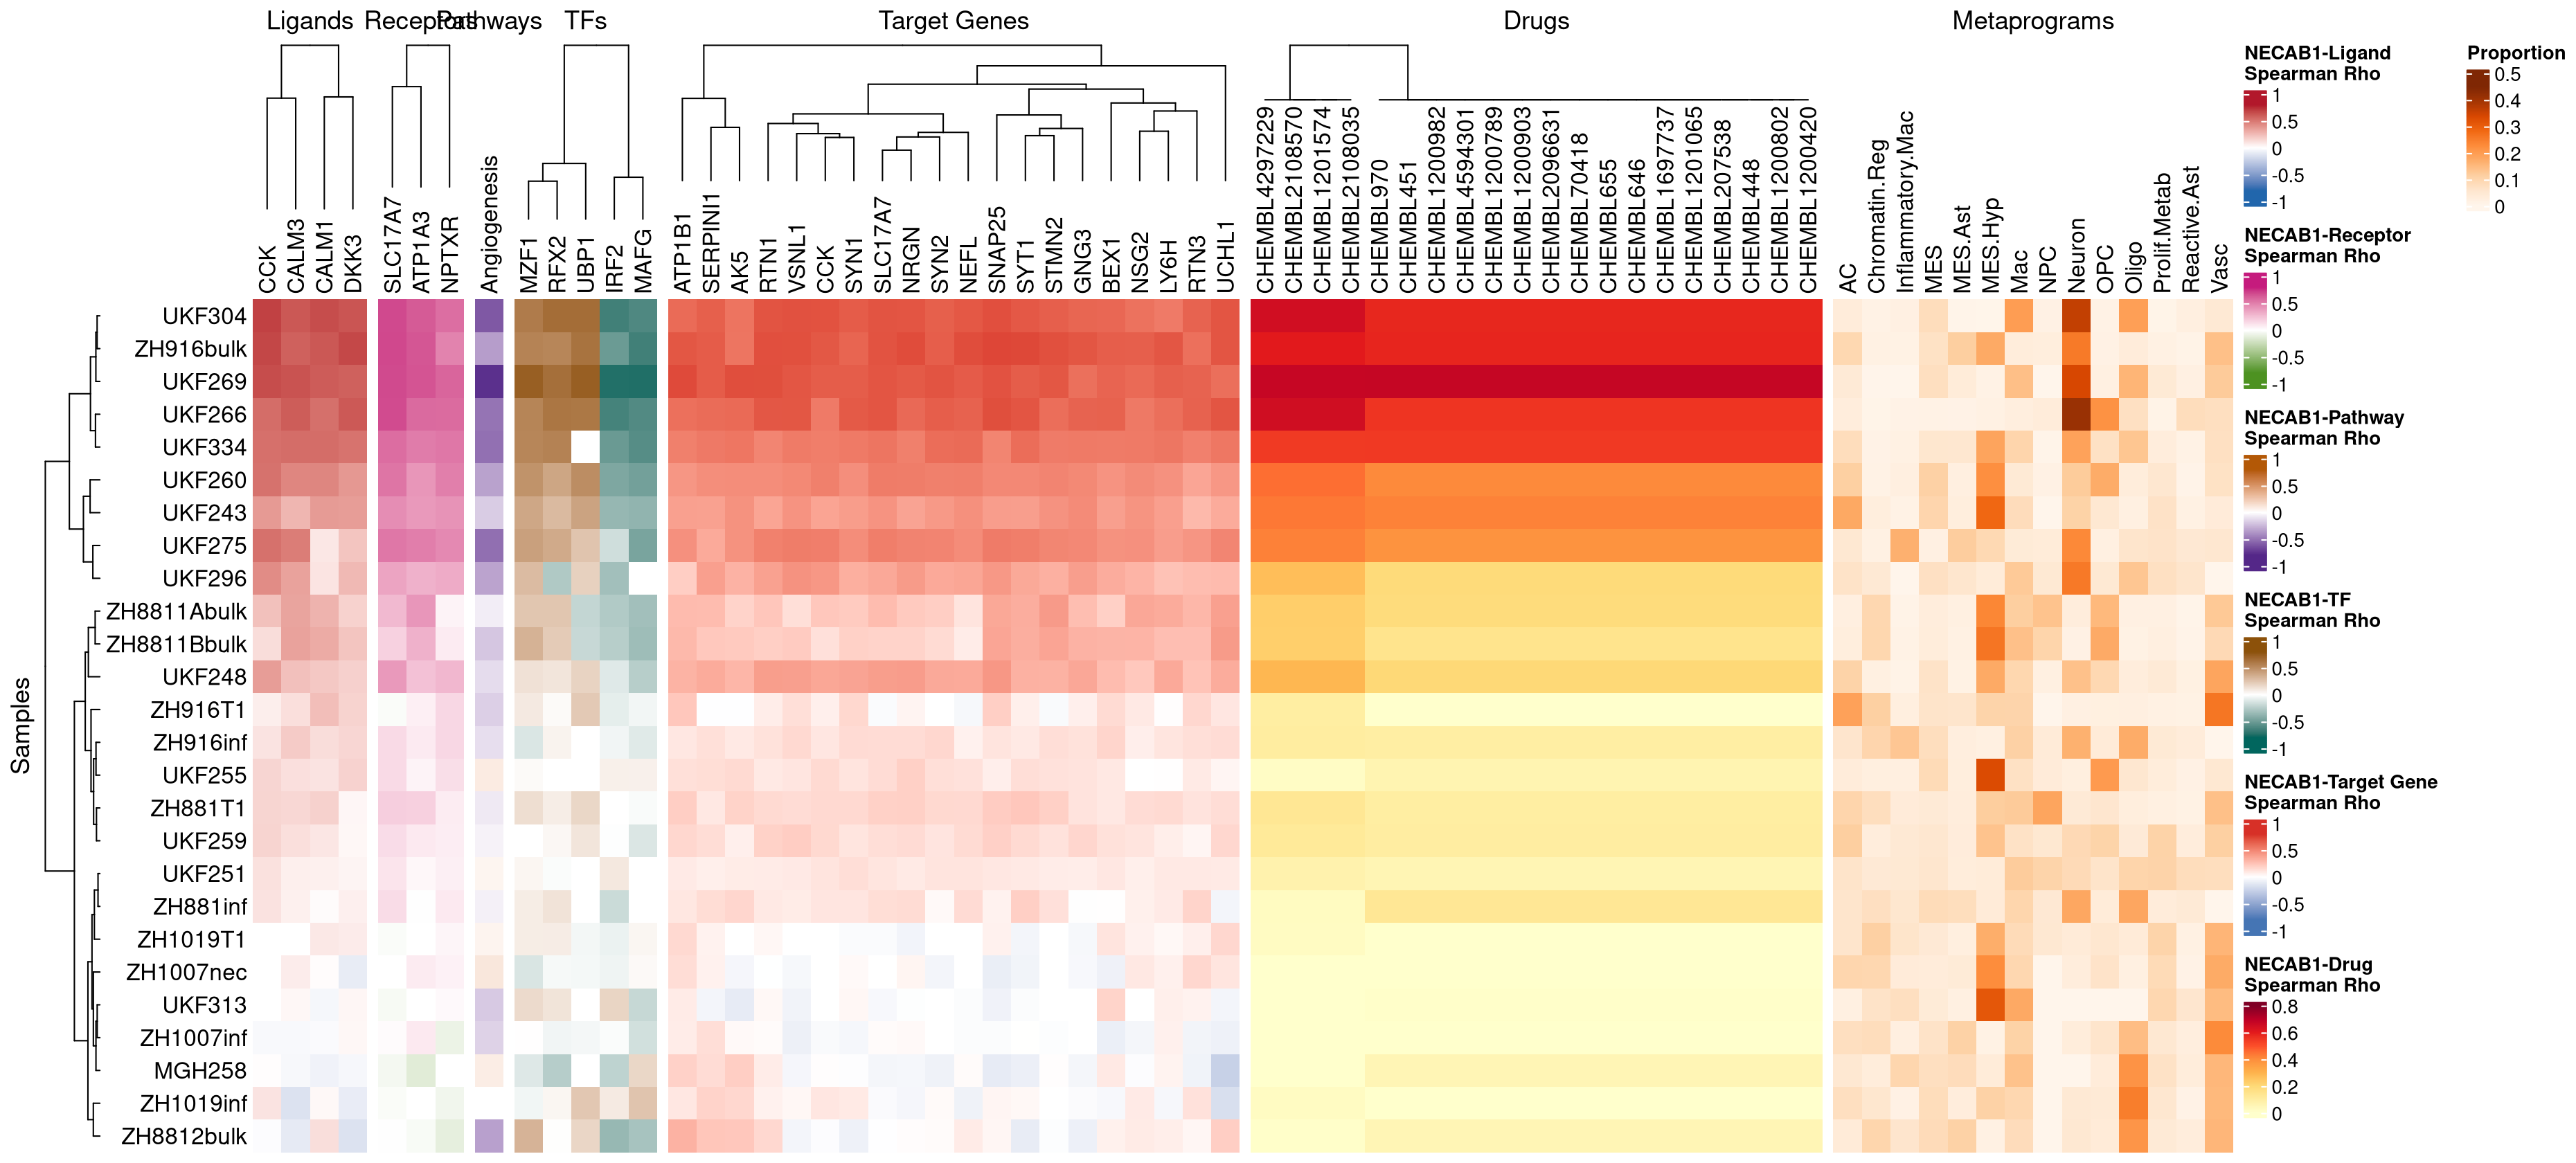 Ligands
Receptors
Pathways
TFs
Target Genes
Drugs
Metaprograms
CCK
CALM3
CALM1
DKK3
SLC17A7
ATP1A3
NPTXR
Angiogenesis
MZF1
RFX2
UBP1
IRF2
MAFG
ATP1B1
SERPINI1
AK5
RTN1
VSNL1
CCK
SYN1
SLC17A7
NRGN
SYN2
NEFL
SNAP25
SYT1
STMN2
GNG3
BEX1
NSG2
LY6H
RTN3
UCHL1
CHEMBL4297229
CHEMBL2108570
CHEMBL1201574
CHEMBL2108035
CHEMBL970
CHEMBL451
CHEMBL1200982
CHEMBL4594301
CHEMBL1200789
CHEMBL1200903
CHEMBL2096631
CHEMBL70418
CHEMBL655
CHEMBL646
CHEMBL1697737
CHEMBL1201065
CHEMBL207538
CHEMBL448
CHEMBL1200802
CHEMBL1200420
AC
Chromatin.Reg
Inflammatory.Mac
MES
MES.Ast
MES.Hyp
Mac
NPC
Neuron
OPC
Oligo
Prolif.Metab
Reactive.Ast
Vasc
Samples
UKF304
ZH916bulk
UKF269
UKF266
UKF334
UKF260
UKF243
UKF275
UKF296
ZH8811Abulk
ZH8811Bbulk
UKF248
ZH916T1
ZH916inf
UKF255
ZH881T1
UKF259
UKF251
ZH881inf
ZH1019T1
ZH1007nec
UKF313
ZH1007inf
MGH258
ZH1019inf
ZH8812bulk
NECAB1-Ligand
Spearman Rho
1
0.5
0
-0.5
-1
NECAB1-Receptor
Spearman Rho
1
0.5
0
-0.5
-1
NECAB1-Pathway
Spearman Rho
1
0.5
0
-0.5
-1
NECAB1-TF
Spearman Rho
1
0.5
0
-0.5
-1
NECAB1-Target Gene
Spearman Rho
1
0.5
0
-0.5
-1
NECAB1-Drug
Spearman Rho
0.8
0.6
0.4
0.2
0
Proportion
0.5
0.4
0.3
0.2
0.1
0